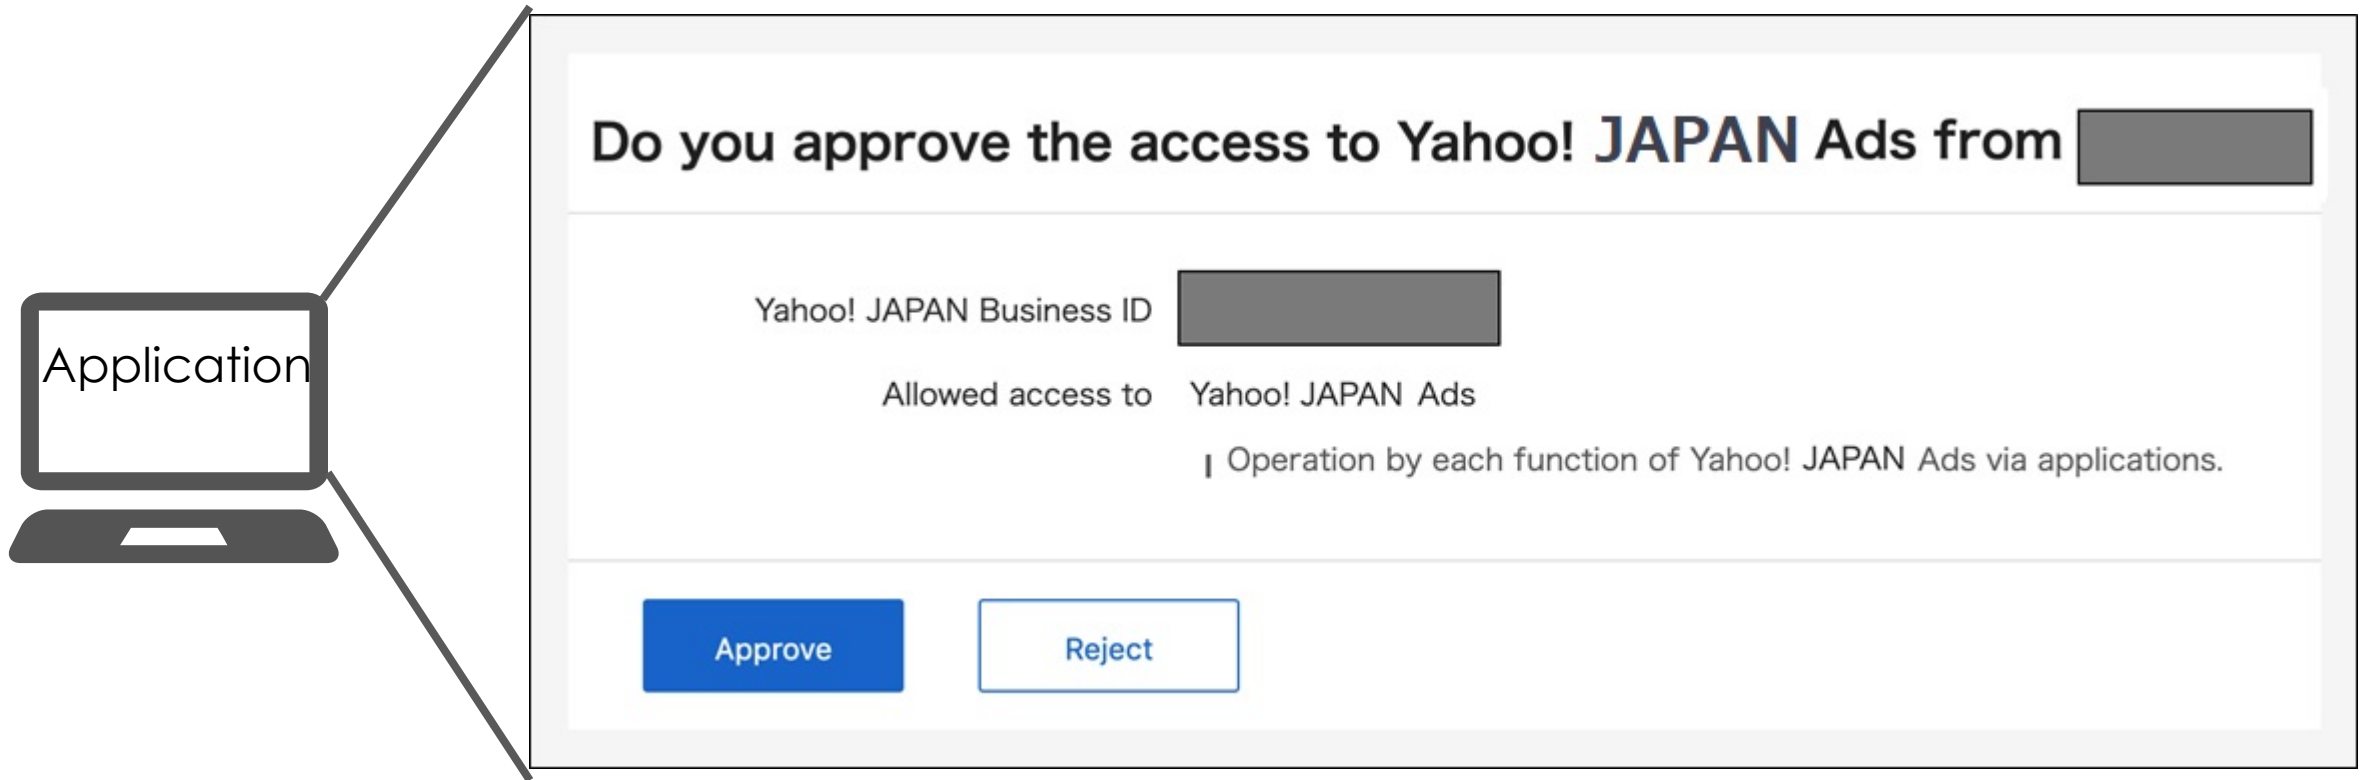 Do you approve the access to Yahoo! JAPAN Ads from
Application
Yahoo! JAPAN Business ID
Allowed access to Yahoo! JAPAN Ads
Operation by each function of Yahoo! JAPAN Ads via applications.
Approve Reject